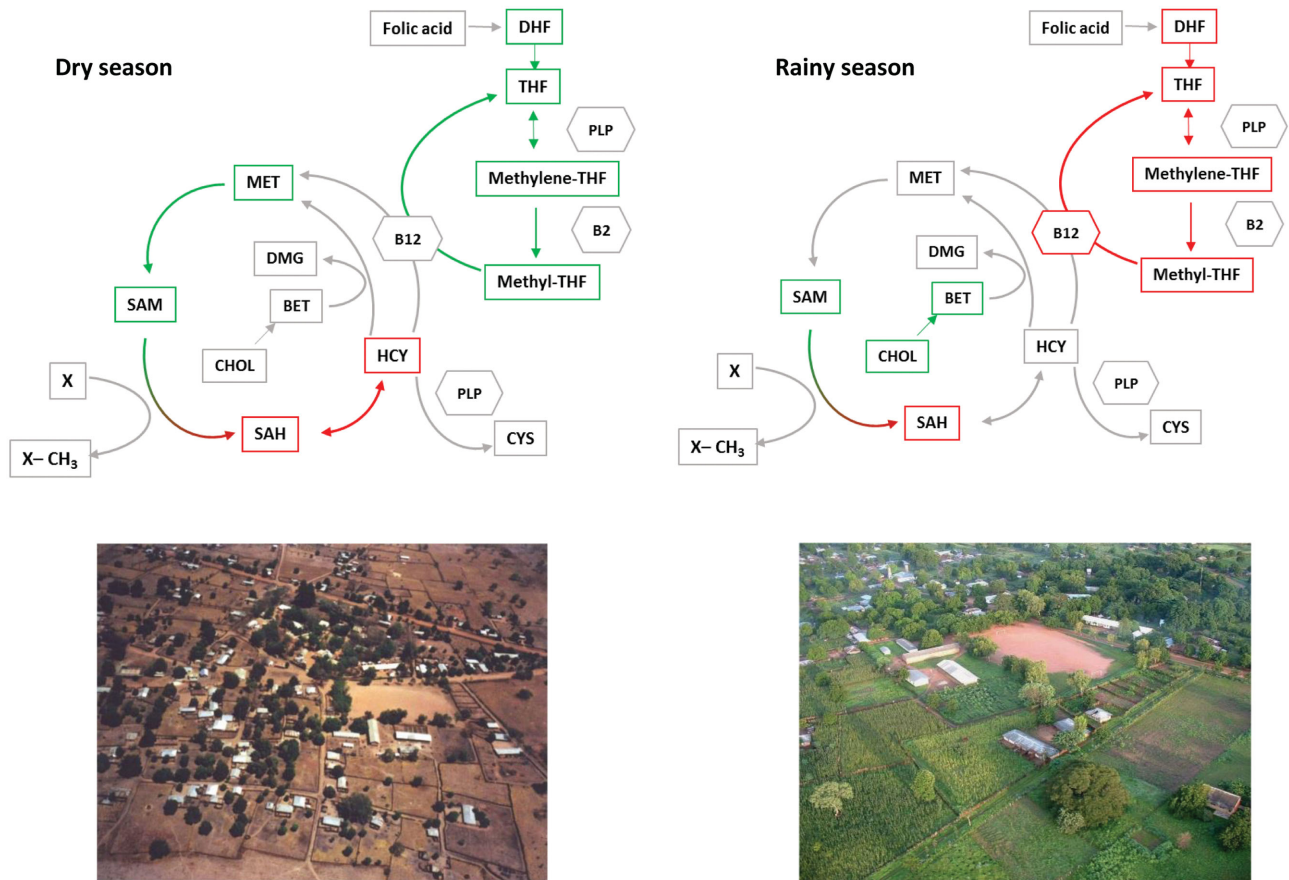 Dry season
Folic acid
DHF
THF
PLP
Methylene-THF
MET
B12
B2
DMG
Methyl-THF
SAM
BET
CHOL
HCY
X
PLP
SAH
CYS
X– CH₃
Rainy season
Folic acid
DHF
THF
PLP
Methylene-THF
MET
B12
B2
DMG
Methyl-THF
SAM
BET
CHOL
HCY
X
PLP
SAH
CYS
X– CH₃